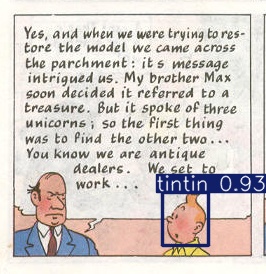 Yes, and when we were trying to res-
tore the model we came across
the parchment: its message
intrigued us. My brother Max
soon decided it referred to a
treasure. But it spoke of three
unicorns; so the first thing
was to find the other two...
You know we are antique
dealers. We set to
work...
tintin 0.93